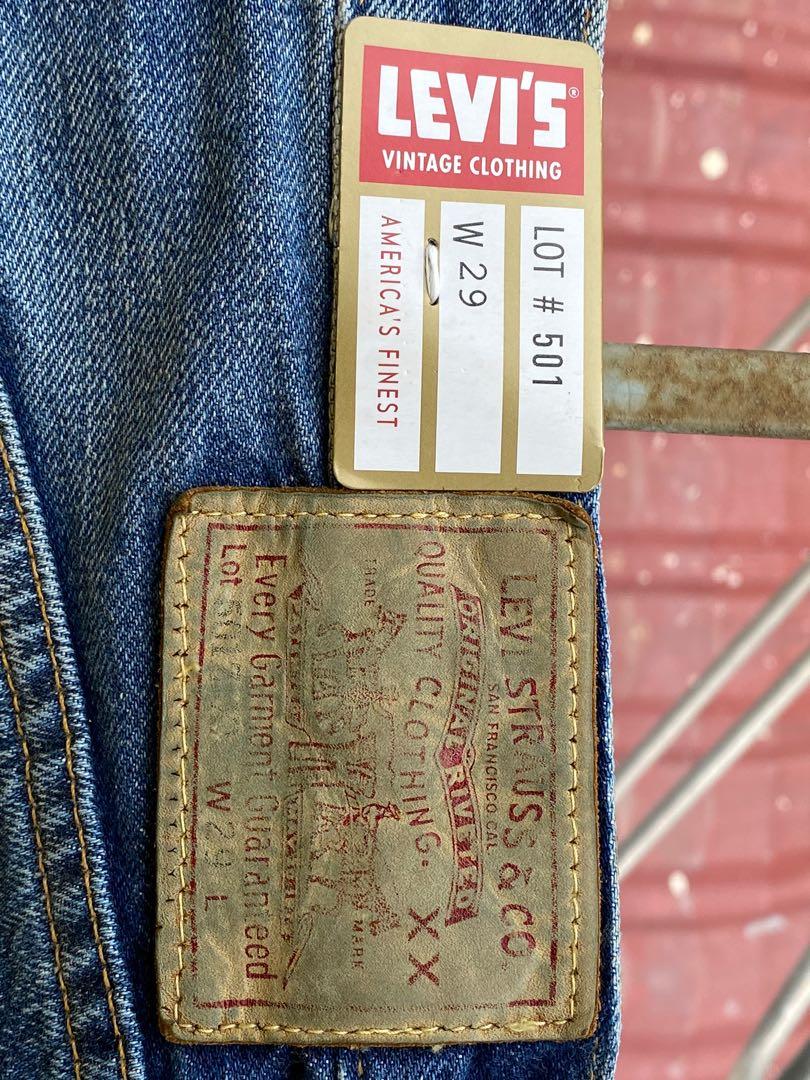 LEVI'S®
VINTAGE CLOTHING
LOT # 501
W 29
AMERICA'S FINEST
LEVI STRAUSS & CO.
SAN FRANCISCO, CAL.
ORIGINAL RIVETED
QUALITY CLOTHING. XX
TRADE MARK
Every Garment Guaranteed
Lot W 29 L